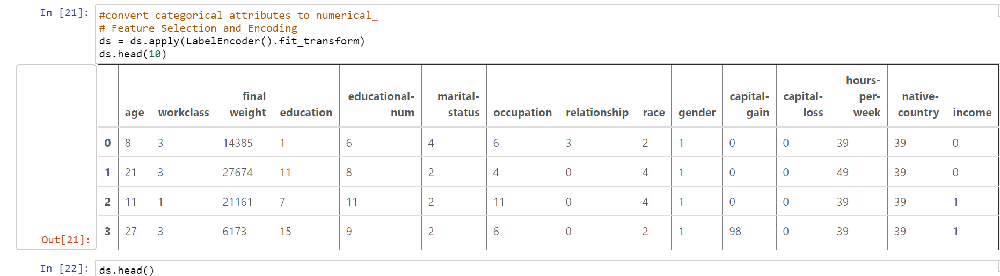 In [21]:
#convert categorical attributes to numerical
# Feature Selection and Encoding
ds = ds.apply(LabelEncoder().fit_transform)
ds.head(10)
age workclass final weight education educational-num marital-status occupation relationship race gender capital-gain capital-loss hours-per-week native-country income
0 8 3 14385 1 6 4 6 3 2 1 0 0 39 39 0
1 21 3 27674 11 8 2 4 0 4 1 0 0 49 39 0
2 11 1 21161 7 11 2 11 0 4 1 0 0 39 39 1
3 27 3 6173 15 9 2 6 0 2 1 98 0 39 39 1
Out[21]:
In [22]:
ds.head()